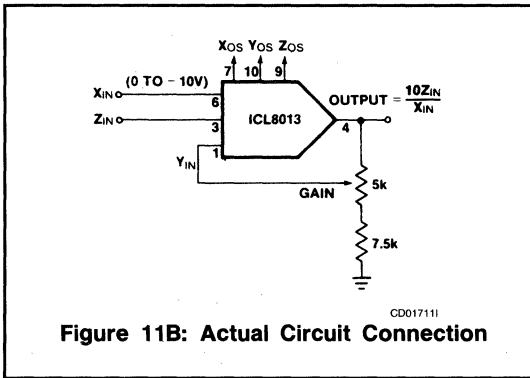 XOS YOS ZOS
7 10 9
(0 TO - 10V)
XIN
6
OUTPUT = 10ZIN / XIN
ICL8013
ZIN
3
4
1
YIN
5k
GAIN
7.5k
CD01711I
Figure 11B: Actual Circuit Connection